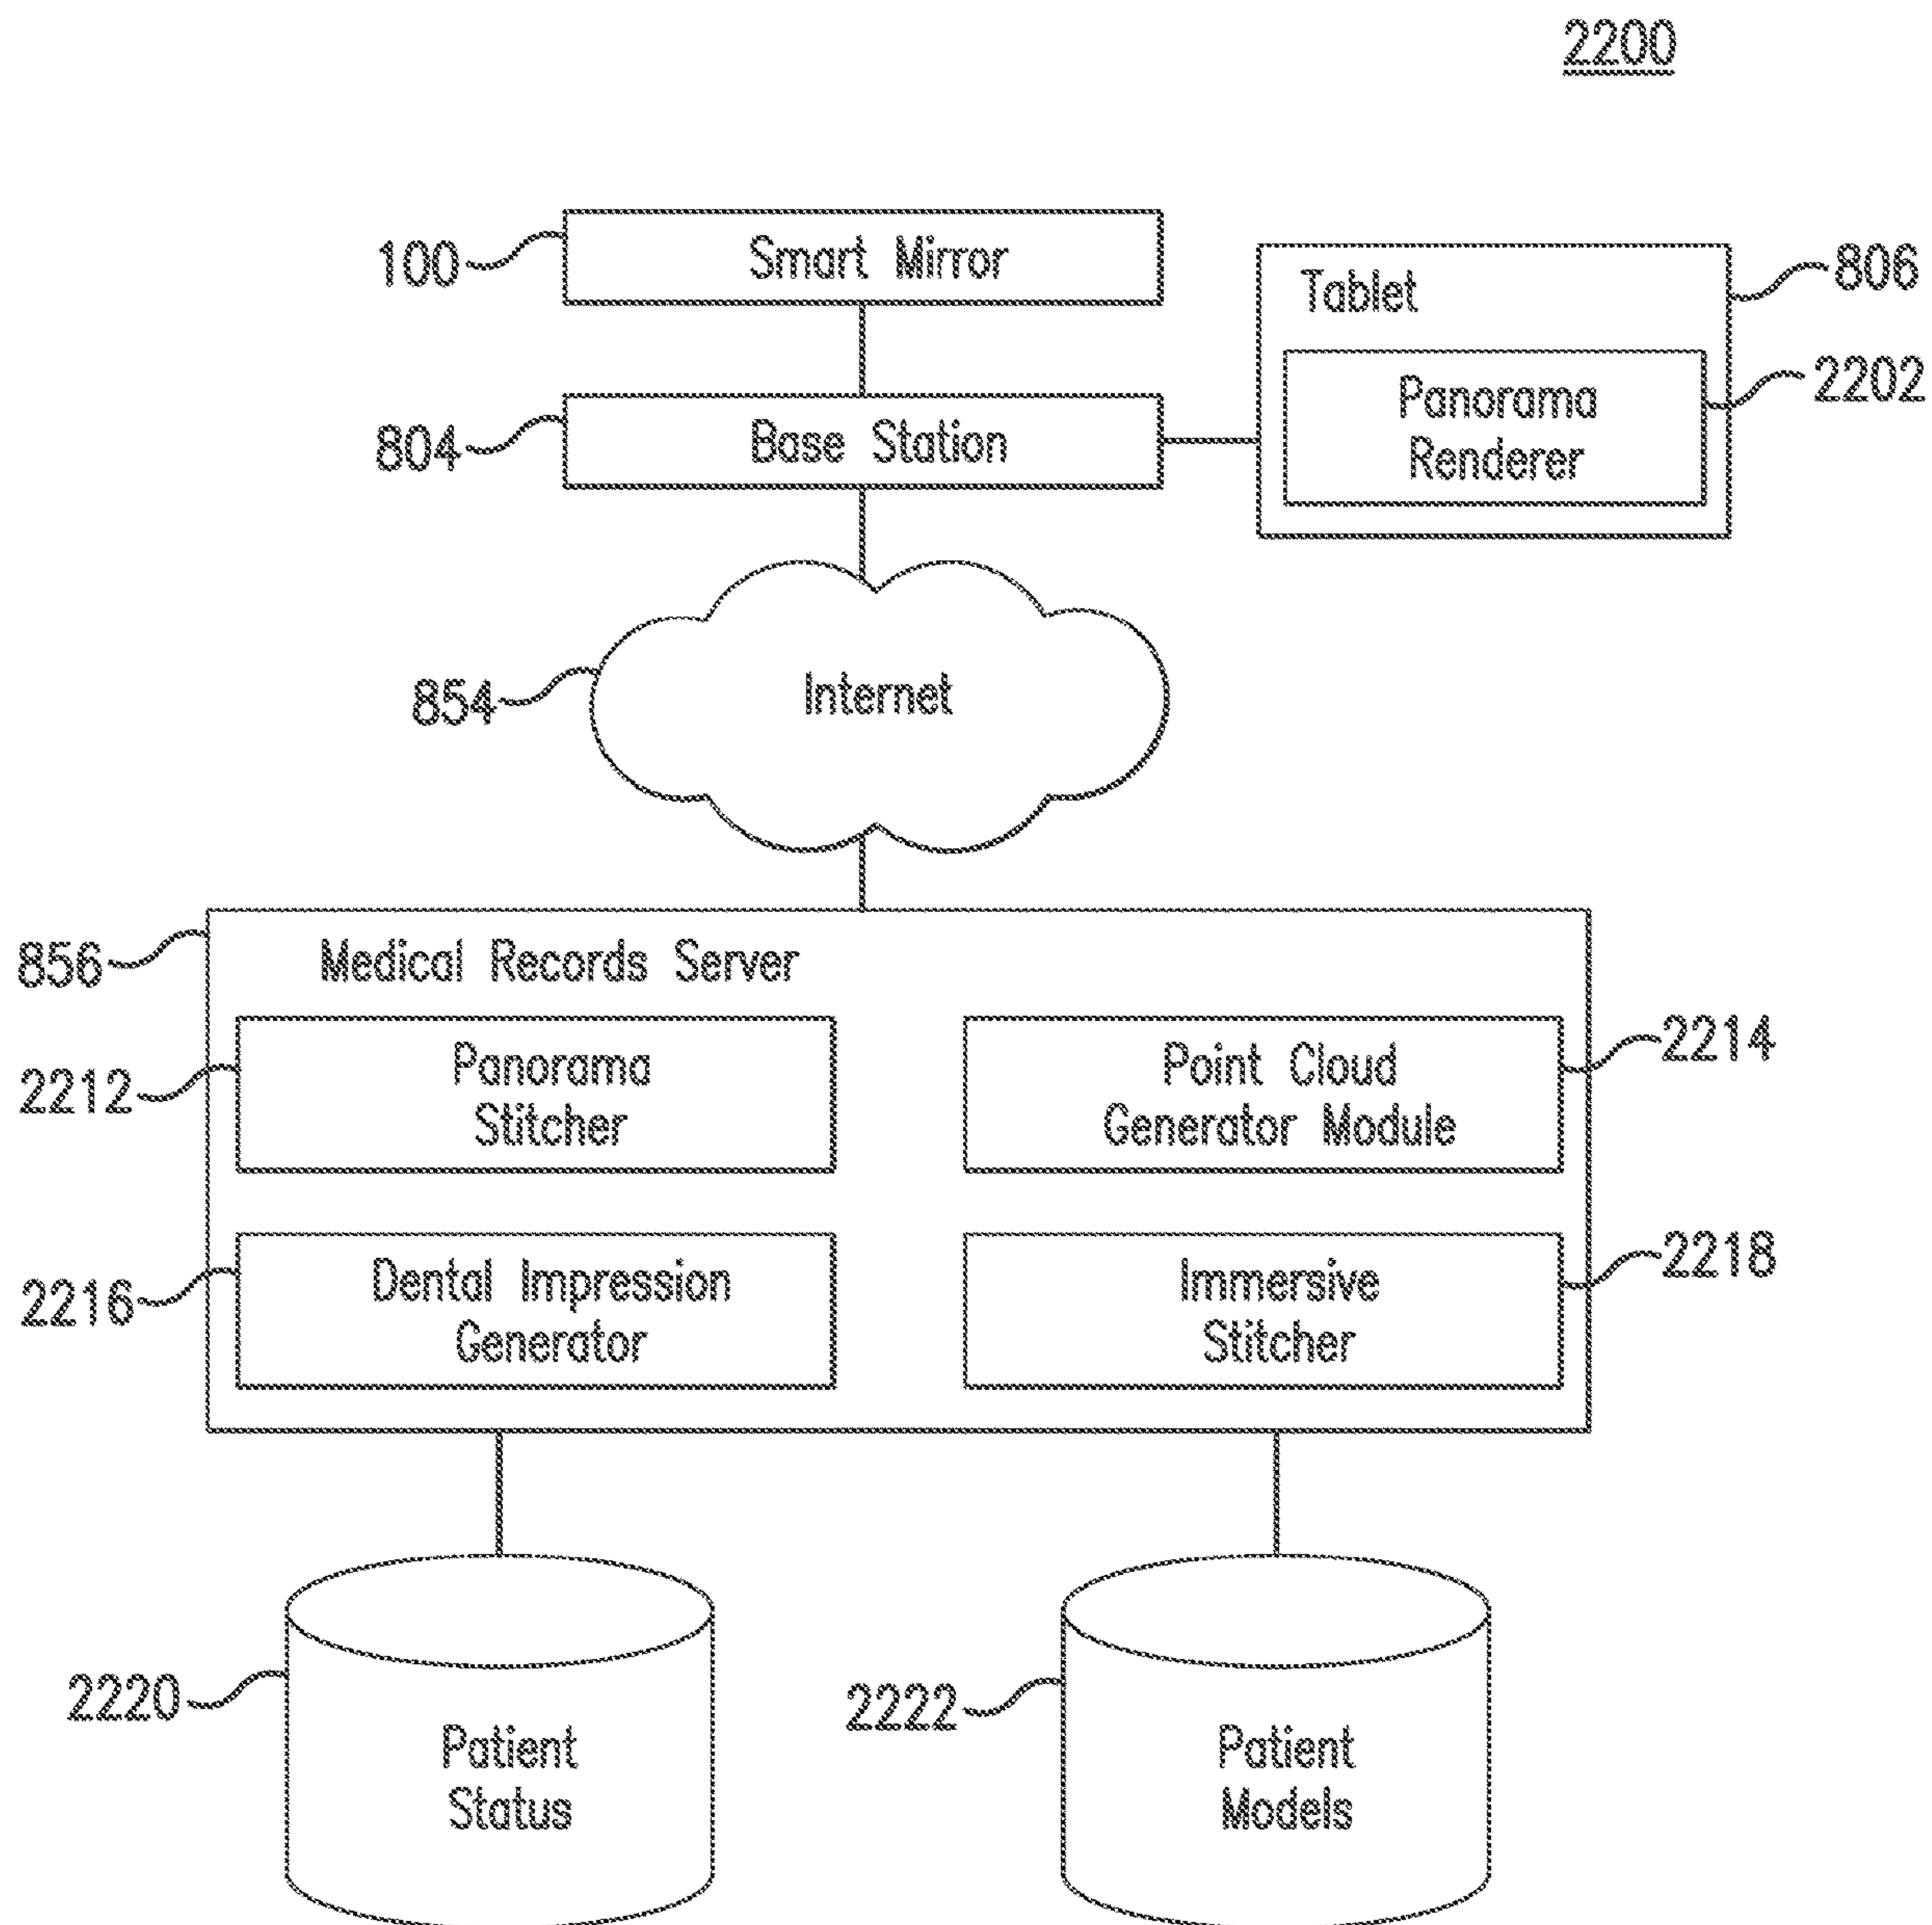 2200
100
Smart Mirror
Tablet
806
Panorama
Renderer
2202
804
Base Station
854
Internet
856
Medical Records Server
2212
Panorama
Stitcher
Point Cloud
Generator Module
2214
2216
Dental Impression
Generator
Immersive
Stitcher
2218
2220
Patient
Status
2222
Patient
Models